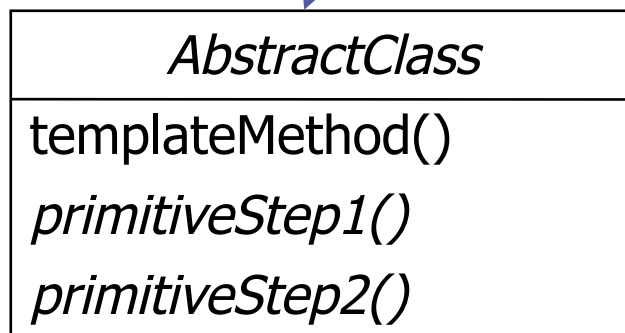 AbstractClass
templateMethod()
primitiveStep1()
primitiveStep2()